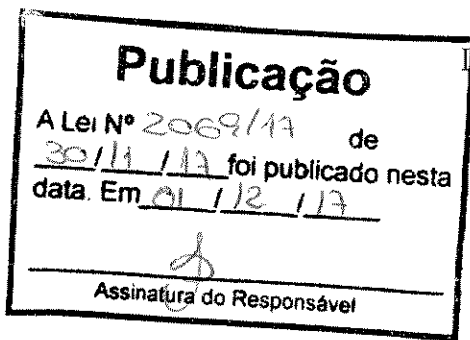 Publicação
A Lei Nº 2069/17 de
30/11/17 foi publicado nesta
data. Em 01/12/17
Assinatura do Responsável